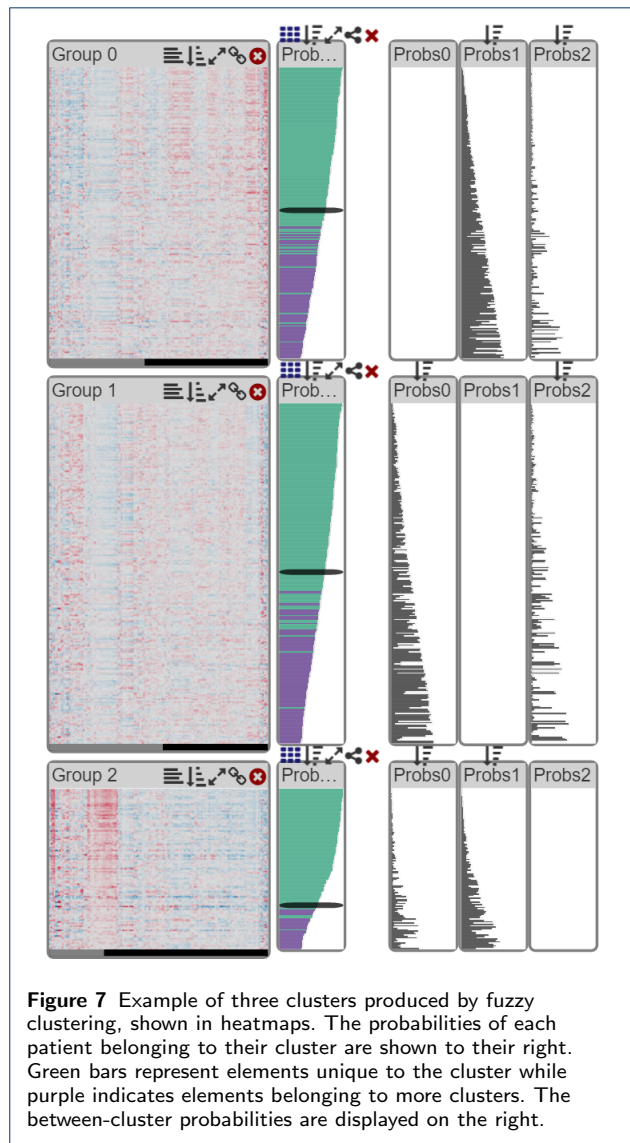 Group 0 Prob... Probs0 Probs1 Probs2
Group 1 Prob... Probs0 Probs1 Probs2
Group 2 Prob... Probs0 Probs1 Probs2
Figure 7 Example of three clusters produced by fuzzy
clustering, shown in heatmaps. The probabilities of each
patient belonging to their cluster are shown to their right.
Green bars represent elements unique to the cluster while
purple indicates elements belonging to more clusters. The
between-cluster probabilities are displayed on the right.